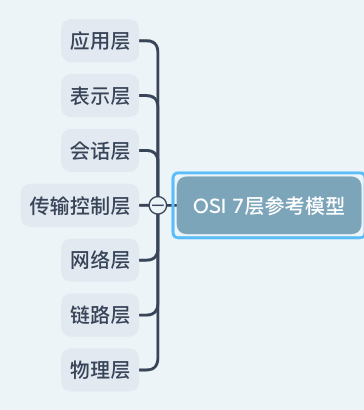 应用层
表示层
会话层
传输控制层
OSI 7层参考模型
网络层
链路层
物理层